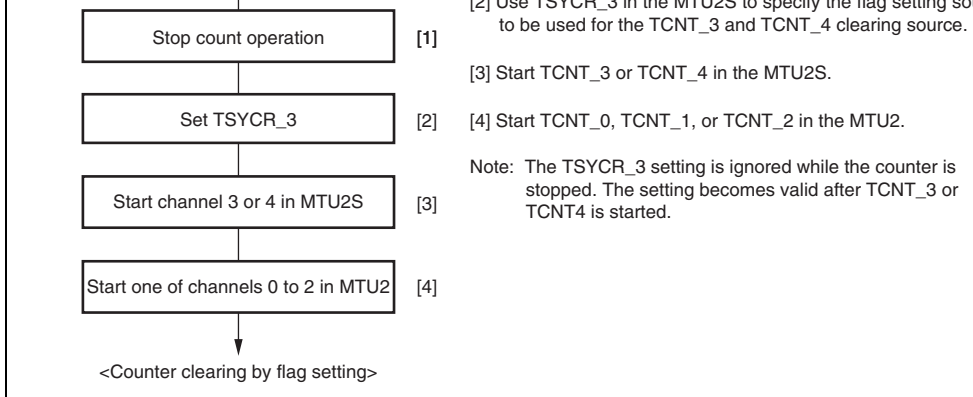 [2] Use TSYCR_3 in the MTU2S to specify the flag setting
to be used for the TCNT_3 and TCNT_4 clearing source.
Stop count operation [1]
[3] Start TCNT_3 or TCNT_4 in the MTU2S.
Set TSYCR_3 [2]
[4] Start TCNT_0, TCNT_1, or TCNT_2 in the MTU2.
Note: The TSYCR_3 setting is ignored while the counter is
stopped. The setting becomes valid after TCNT_3 or
TCNT4 is started.
Start channel 3 or 4 in MTU2S [3]
Start one of channels 0 to 2 in MTU2 [4]
<Counter clearing by flag setting>